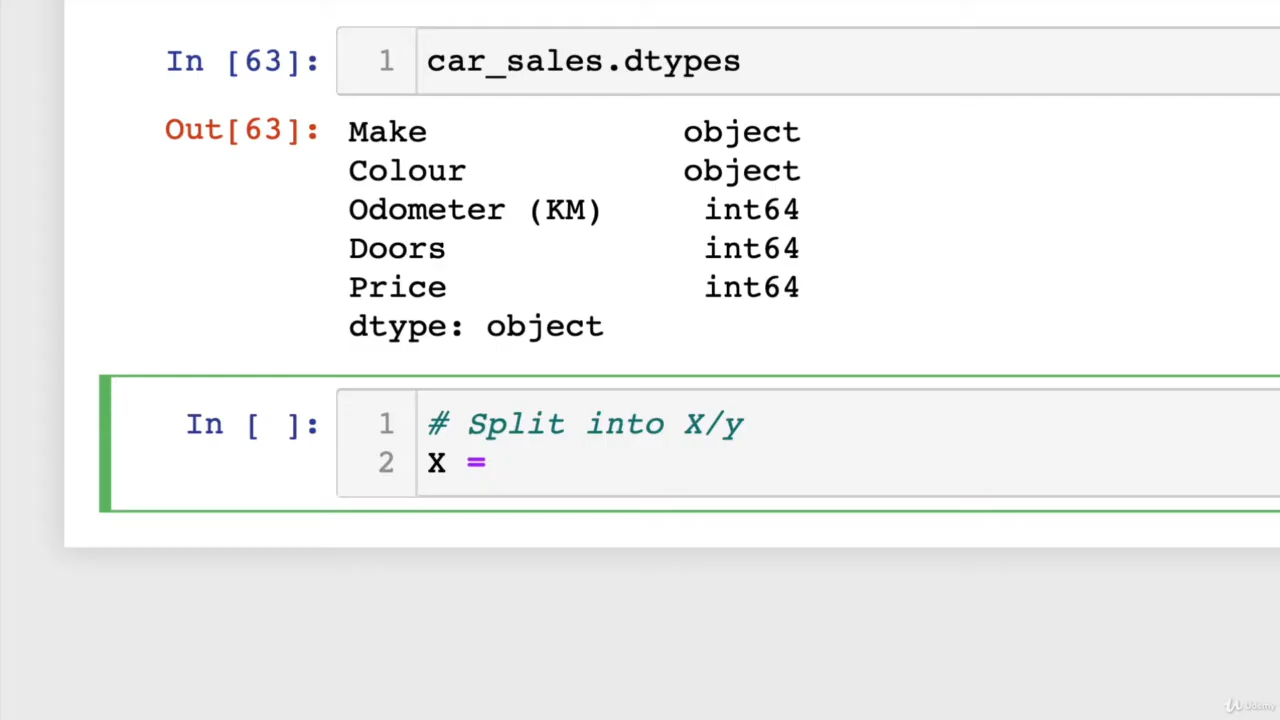 In [63]: 1 car_sales.dtypes
Out[63]: Make object
Colour object
Odometer (KM) int64
Doors int64
Price int64
dtype: object
In [ ]: 1 # Split into X/y
2 X =
Udemy